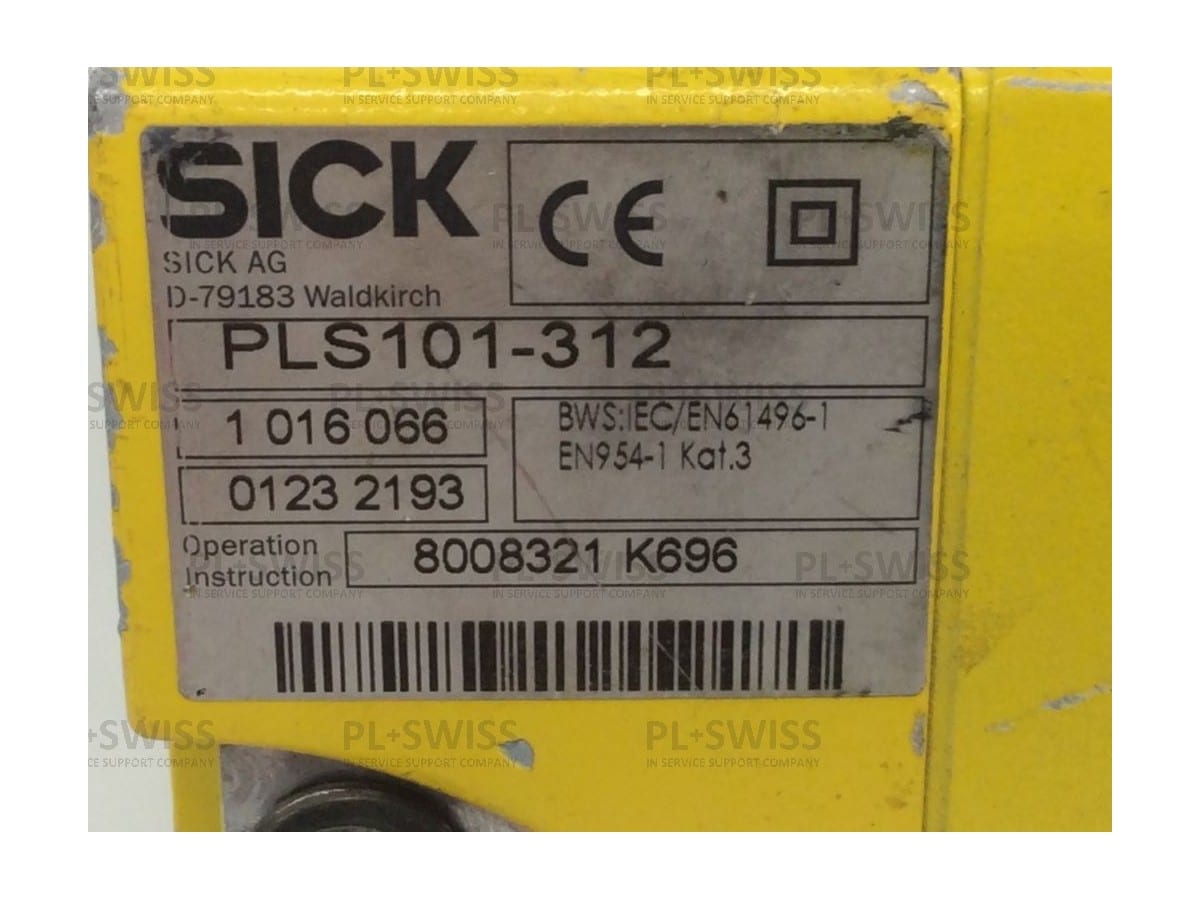 SICK
CE
SICK AG
D-79183 Waldkirch
PLS101-312
1 016 066
BWS:IEC/EN61496-1
EN954-1 Kat.3
0123 2193
Operation
Instruction
8008321 K696
PL+SWISS
IN SERVICE SUPPORT COMPANY